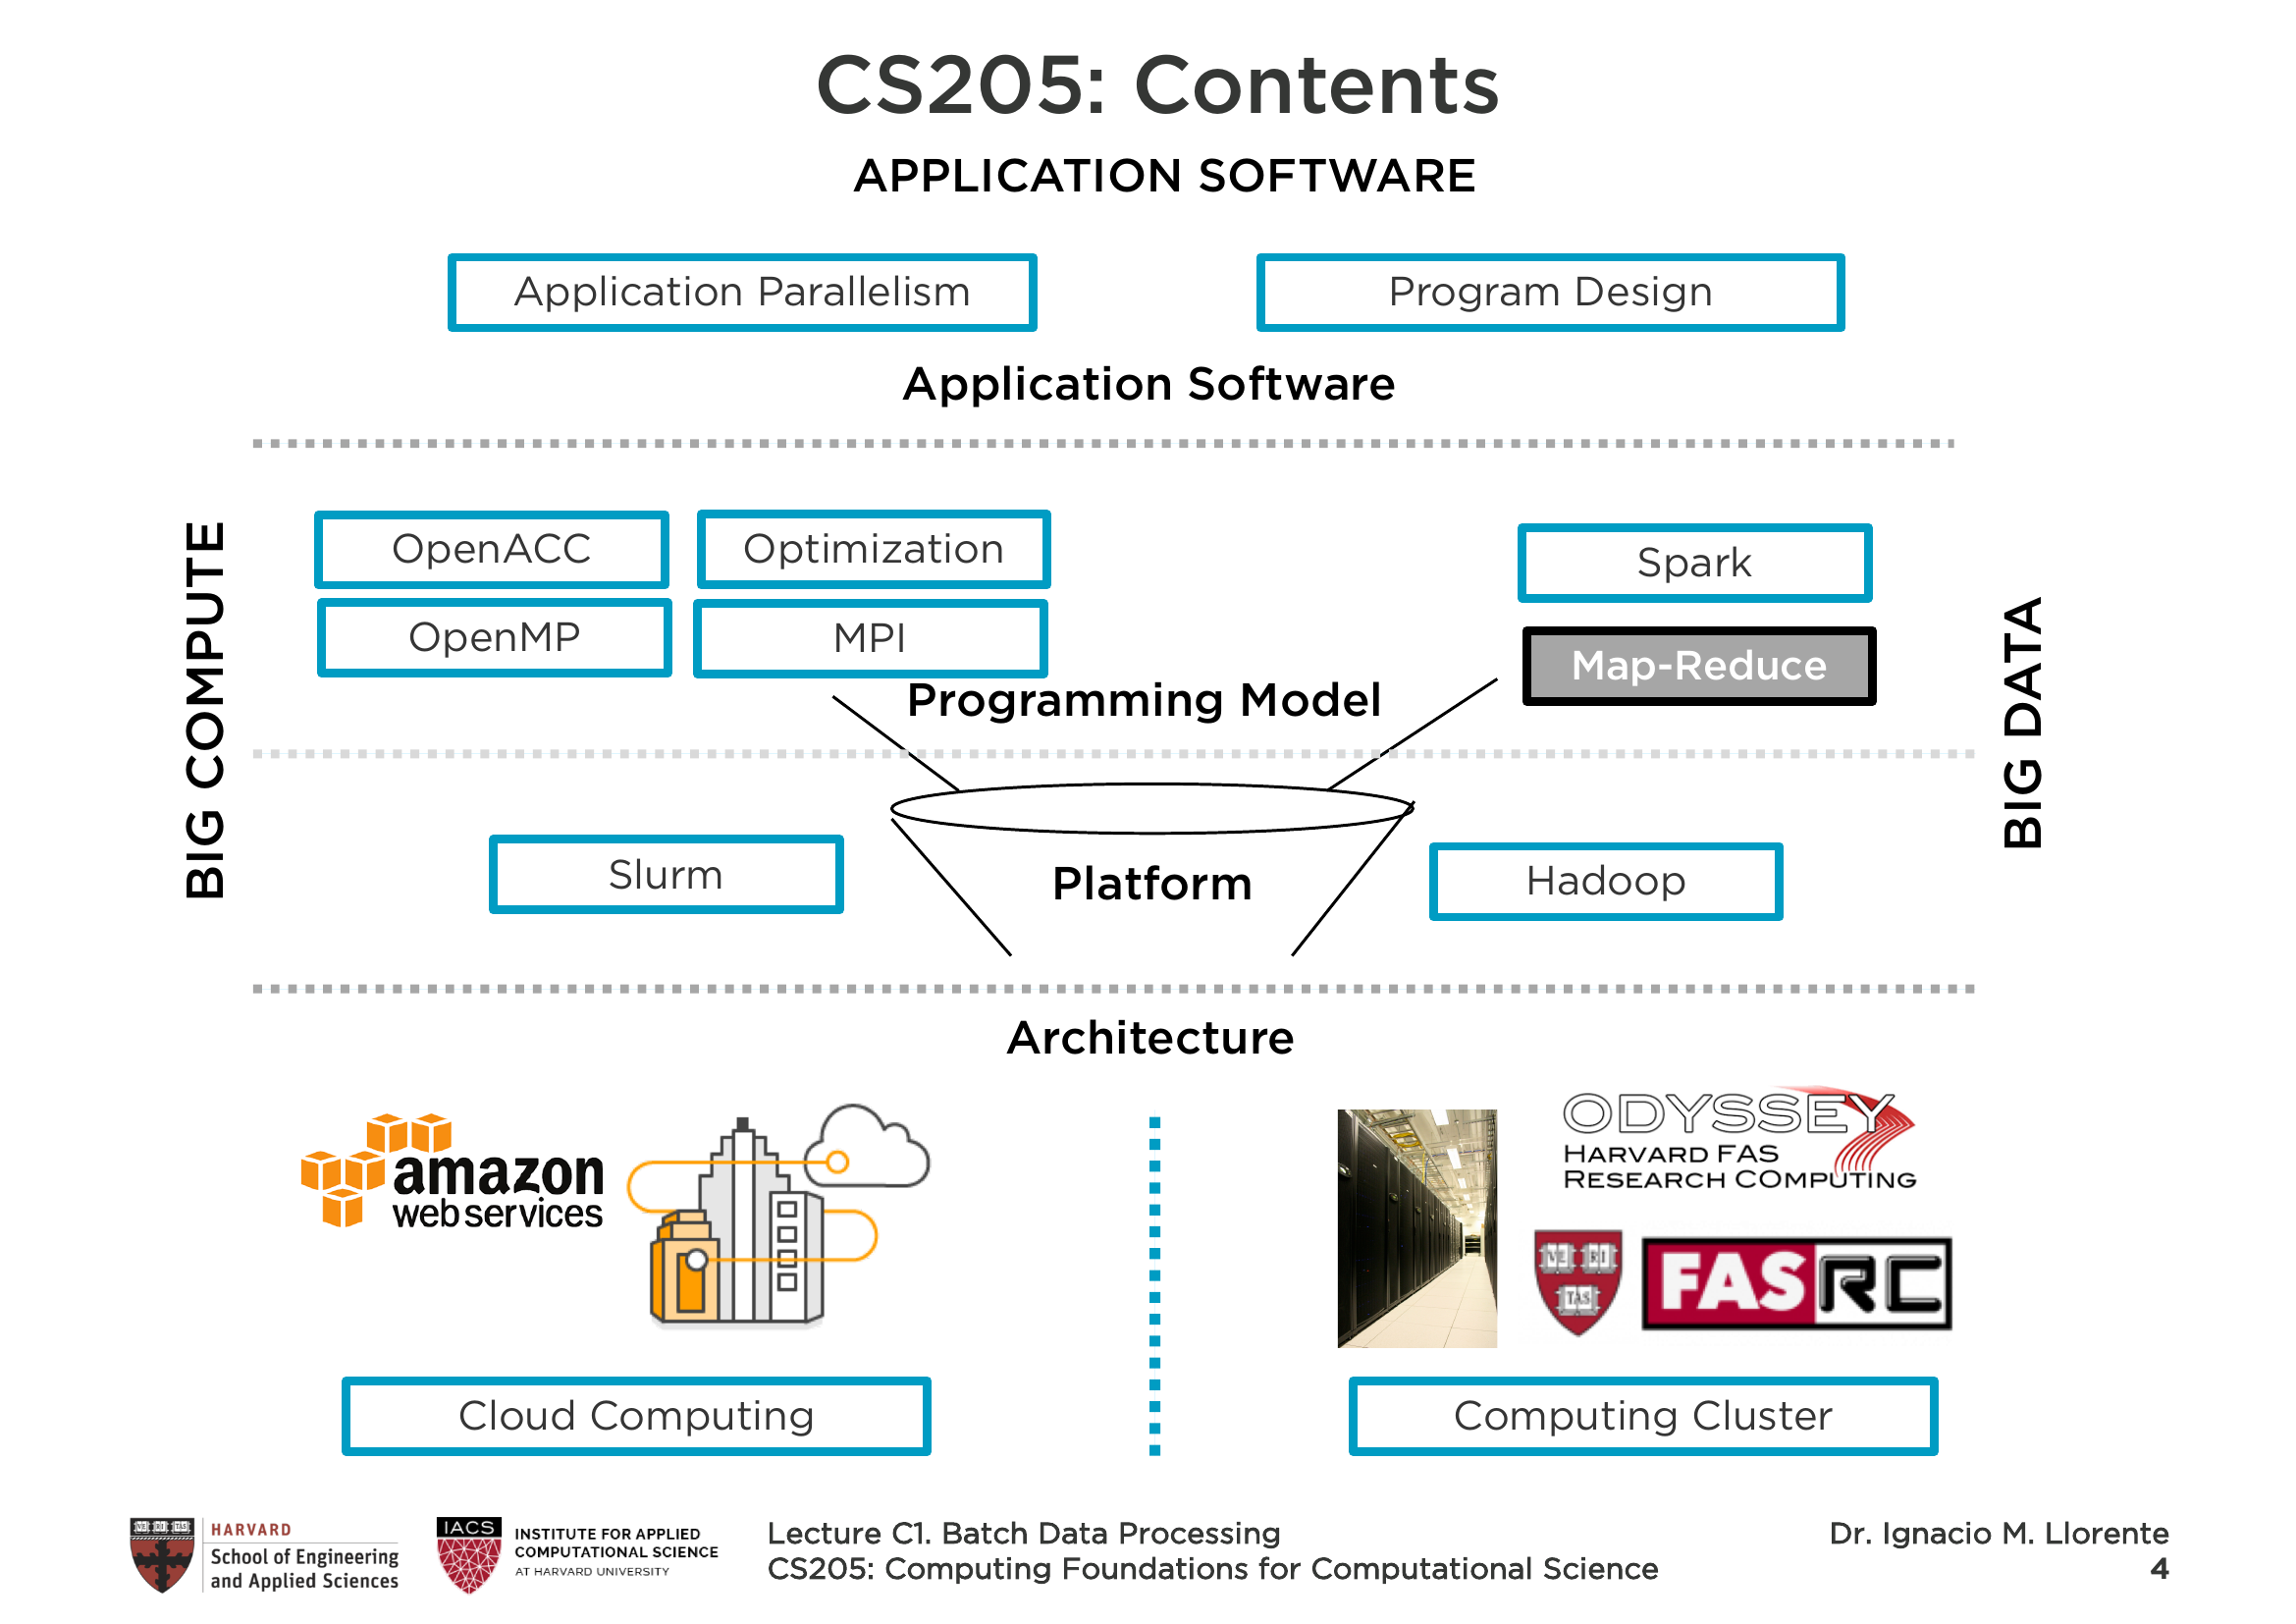 CS205: Contents
APPLICATION SOFTWARE
Application Parallelism
Program Design
Application Software
BIG COMPUTE
OpenACC
Optimization
OpenMP
MPI
Spark
Map-Reduce
BIG DATA
Programming Model
Slurm
Platform
Hadoop
Architecture
amazon
web services
ODYSSEY
HARVARD FAS
RESEARCH COMPUTING
VE RI
TAS
FASRC
Cloud Computing
Computing Cluster
VE RI TAS
HARVARD
School of Engineering
and Applied Sciences
IACS
INSTITUTE FOR APPLIED
COMPUTATIONAL SCIENCE
AT HARVARD UNIVERSITY
Lecture C1. Batch Data Processing
CS205: Computing Foundations for Computational Science
Dr. Ignacio M. Llorente
4